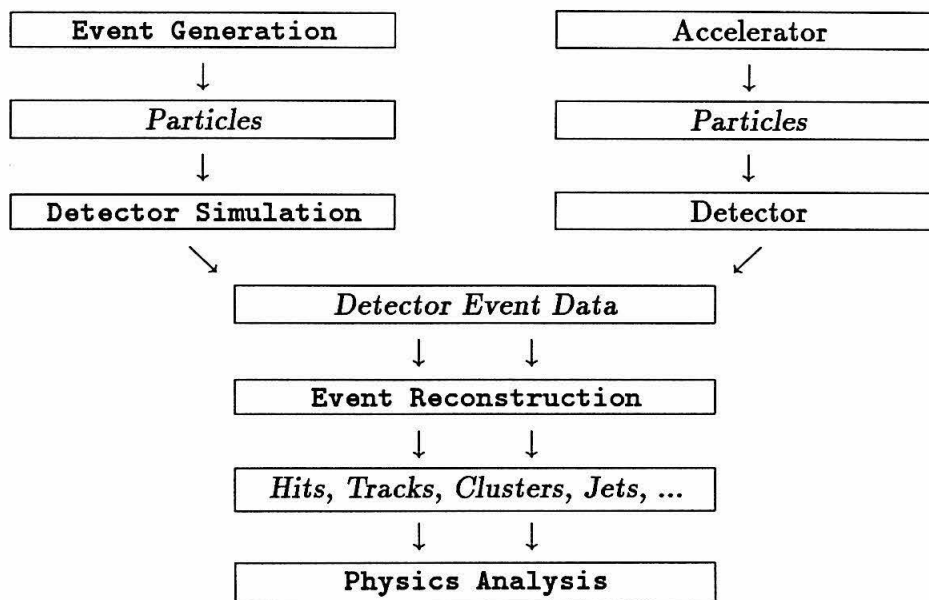 Event Generation
Accelerator
Particles
Particles
Detector Simulation
Detector
Detector Event Data
Event Reconstruction
Hits, Tracks, Clusters, Jets, ...
Physics Analysis